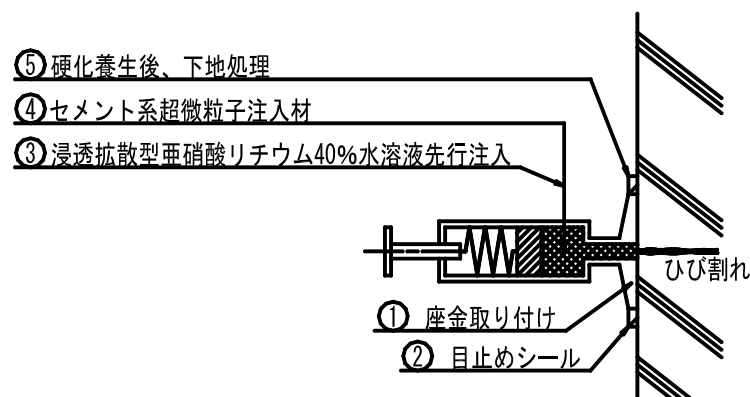 ⑤硬化養生後、下地処理
④セメント系超微粒子注入材
③浸透拡散型亜硝酸リチウム40%水溶液先行注入
ひび割れ
① 座金取り付け
② 目止めシール